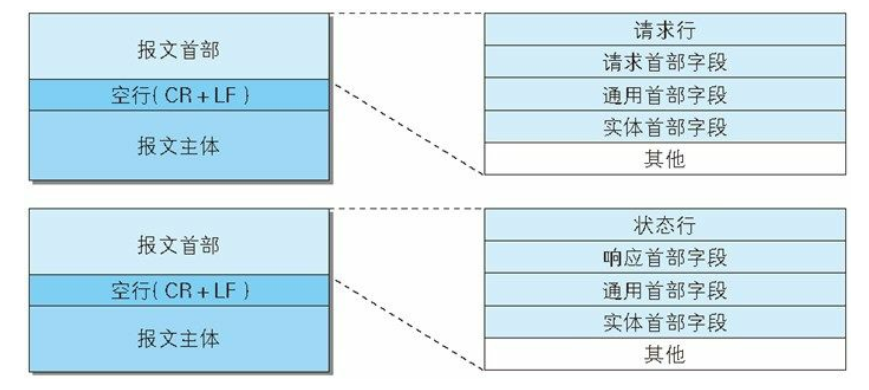 报文首部
空行( CR + LF )
报文主体
请求行
请求首部字段
通用首部字段
实体首部字段
其他
报文首部
空行( CR + LF )
报文主体
状态行
响应首部字段
通用首部字段
实体首部字段
其他